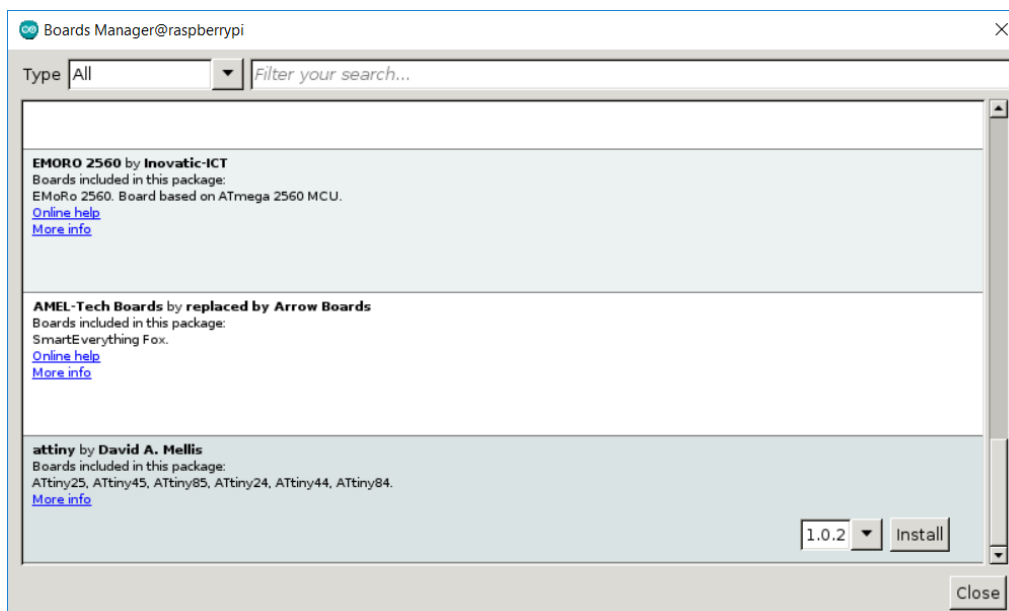 Boards Manager@raspberrypi
Type All Filter your search...
EMORO 2560 by Inovatic-ICT
Boards included in this package:
EMoRo 2560. Board based on ATmega 2560 MCU.
Online help
More info
AMEL-Tech Boards by replaced by Arrow Boards
Boards included in this package:
SmartEverything Fox.
Online help
More info
attiny by David A. Mellis
Boards included in this package:
ATtiny25, ATtiny45, ATtiny85, ATtiny24, ATtiny44, ATtiny84.
More info
1.0.2 Install
Close